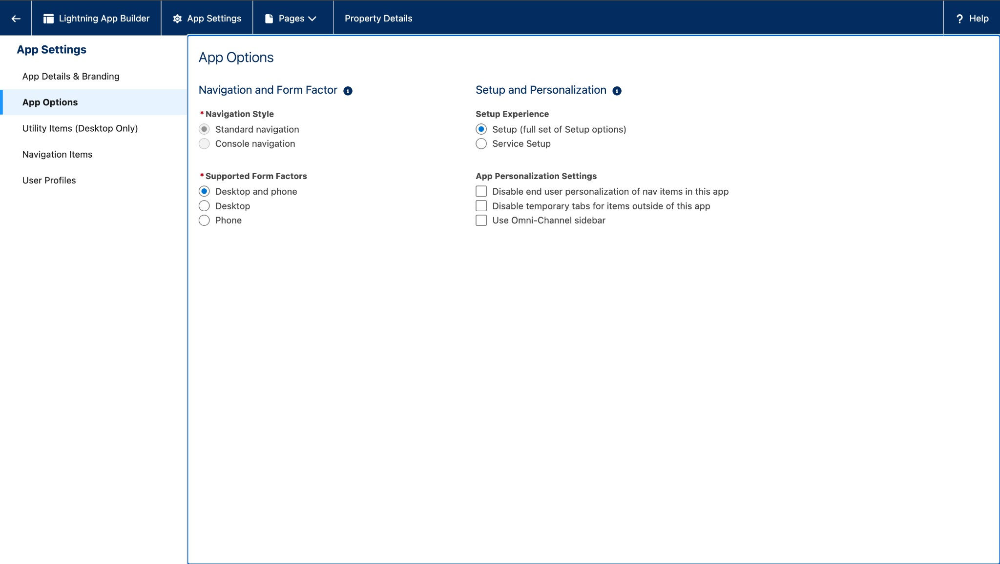 Lightning App Builder
App Settings
Pages
Property Details
? Help
App Settings
App Details & Branding
App Options
Utility Items (Desktop Only)
Navigation Items
User Profiles
App Options
Navigation and Form Factor
* Navigation Style
Standard navigation
Console navigation
* Supported Form Factors
Desktop and phone
Desktop
Phone
Setup and Personalization
Setup Experience
Setup (full set of Setup options)
Service Setup
App Personalization Settings
Disable end user personalization of nav items in this app
Disable temporary tabs for items outside of this app
Use Omni-Channel sidebar